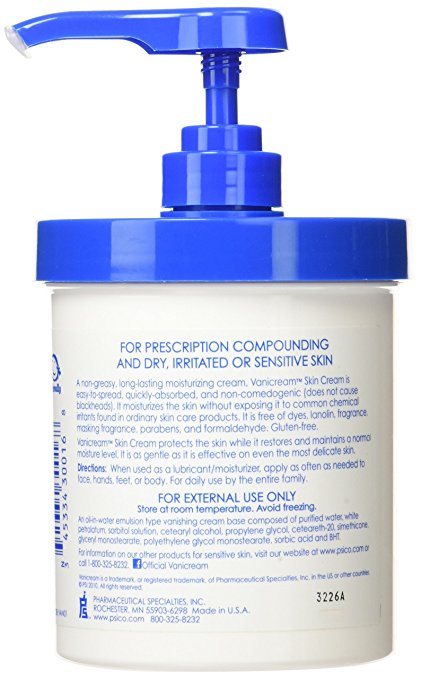 FOR PRESCRIPTION COMPOUNDING
AND DRY, IRRITATED OR SENSITIVE SKIN
A non-greasy, long-lasting moisturizing cream. Vanicream™ Skin Cream is
easy-to-spread, quickly-absorbed, and non-comedogenic (does not cause
blackheads). It moisturizes the skin without exposing it to common chemical
irritants found in ordinary skin care products. It is free of dyes, lanolin, fragrance,
masking fragrance, parabens, and formaldehyde. Gluten-free.
Vanicream™ Skin Cream protects the skin while it restores and maintains a normal
moisture level. It is as gentle as it is effective on even the most delicate skin.
Directions: When used as a lubricant/moisturizer, apply as often as needed to
face, hands, feet, or body. For daily use by the entire family.
FOR EXTERNAL USE ONLY
Store at room temperature. Avoid freezing.
An oil-in-water emulsion type vanishing cream base composed of purified water, white
petrolatum, sorbitol solution, cetearyl alcohol, propylene glycol, ceteareth-20, simethicone,
glyceryl monostearate, polyethylene glycol monostearate, sorbic acid and BHT.
For information on our other products for sensitive skin, visit our website at www.psico.com or
call 1-800-325-8232. Official Vanicream
Vanicream is a trademark, or registered trademark, of Pharmaceutical Specialties, Inc. in the US or other countries.
© PSI 2010. All rights reserved.
PHARMACEUTICAL SPECIALTIES, INC.
ROCHESTER, MN 55903-6298 Made in U.S.A.
www.psico.com 800-325-8232
3226A
45334 30016 8